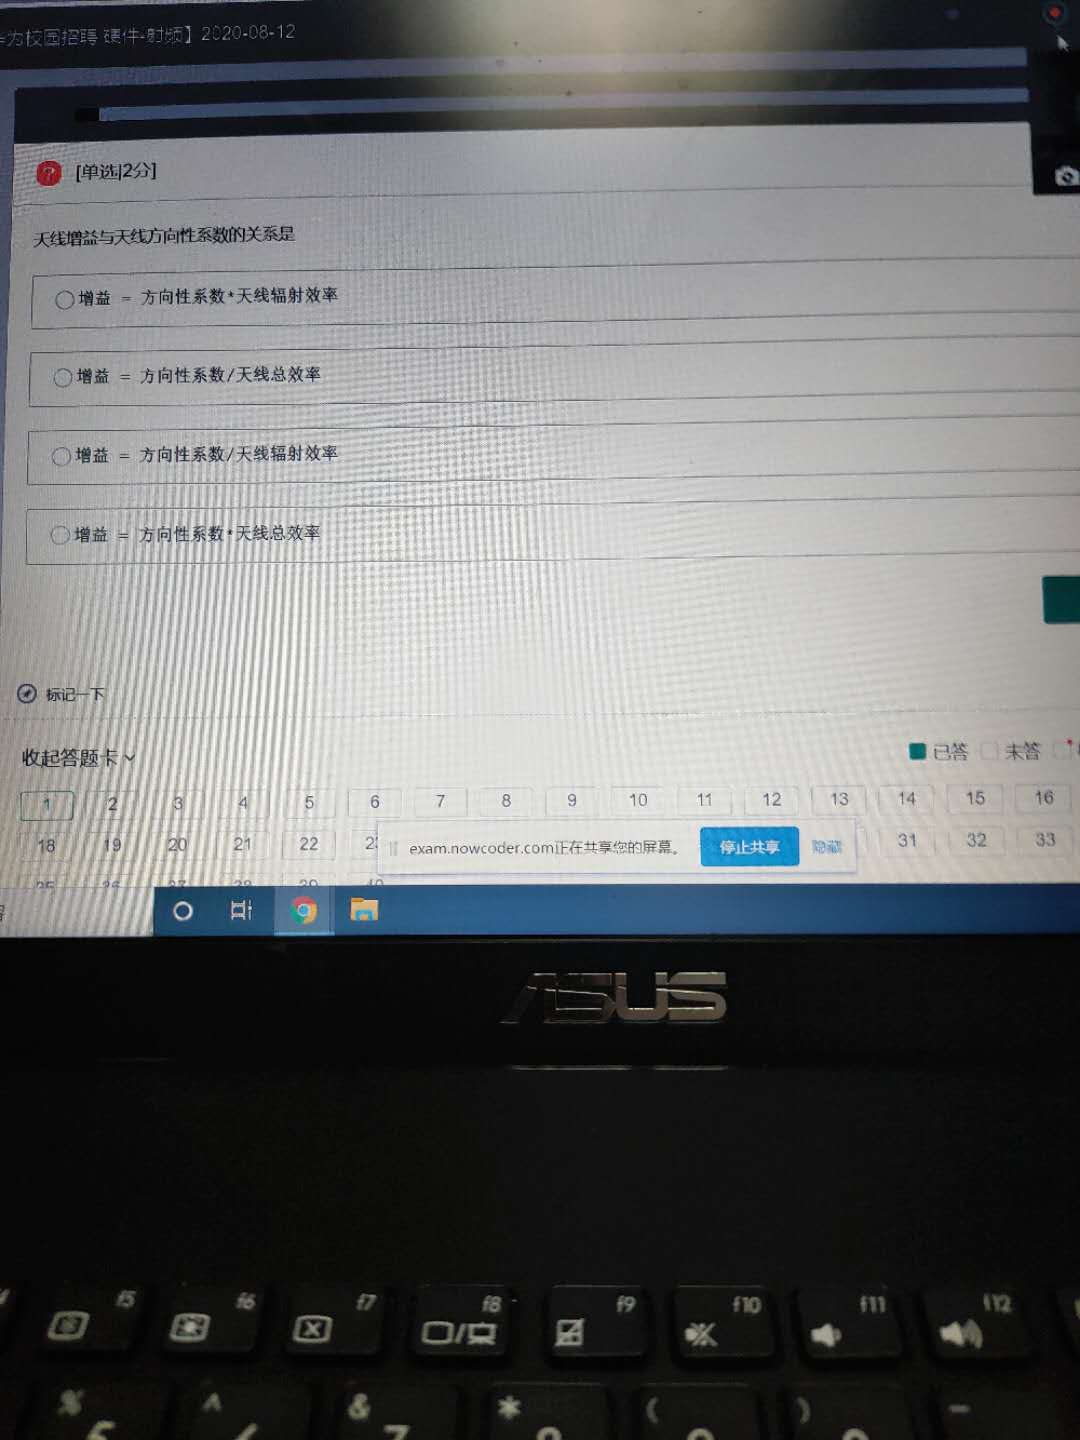 为校园招聘 硬件-射频】2020-08-12
[单选|2分]
天线增益与天线方向性系数的关系是
增益 = 方向性系数*天线辐射效率
增益 = 方向性系数/天线总效率
增益 = 方向性系数/天线辐射效率
增益 = 方向性系数*天线总效率
标记一下
收起答题卡
已答 未答
1 2 3 4 5 6 7 8 9 10 11 12 13 14 15 16
18 19 20 21 22 31 32 33
exam.nowcoder.com正在共享您的屏幕。 停止共享 隐藏
ASUS
f5 f6 f7 f8 f9 f10 f11 f12
% ^ & * ( ) -